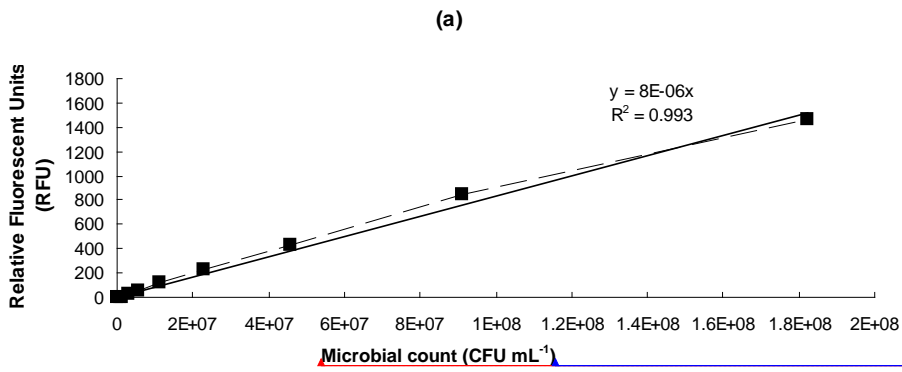 (a)
Relative Fluorescent Units
(RFU)
1800
1600
1400
1200
1000
800
600
400
200
0
y = 8E-06x
R² = 0.993
0 2E+07 4E+07 6E+07 8E+07 1E+08 1.2E+08 1.4E+08 1.6E+08 1.8E+08 2E+08
Microbial count (CFU mL⁻¹)